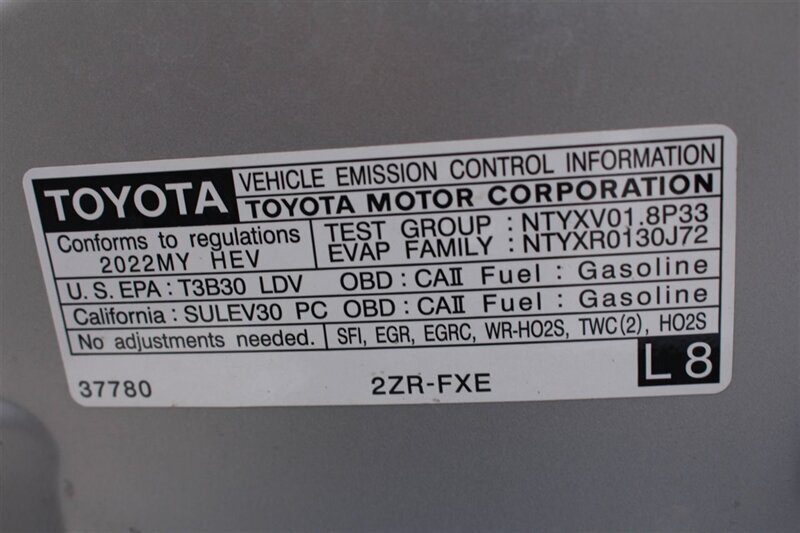 TOYOTA VEHICLE EMISSION CONTROL INFORMATION
TOYOTA MOTOR CORPORATION
Conforms to regulations
2022MY HEV
TEST GROUP : NTYXV01.8P33
EVAP FAMILY : NTYXR0130J72
U. S. EPA : T3B30 LDV OBD : CAⅡ Fuel : Gasoline
California : SULEV30 PC OBD : CAⅡ Fuel : Gasoline
No adjustments needed. SFI, EGR, EGRC, WR-HO2S, TWC(2), HO2S
37780 2ZR-FXE L 8